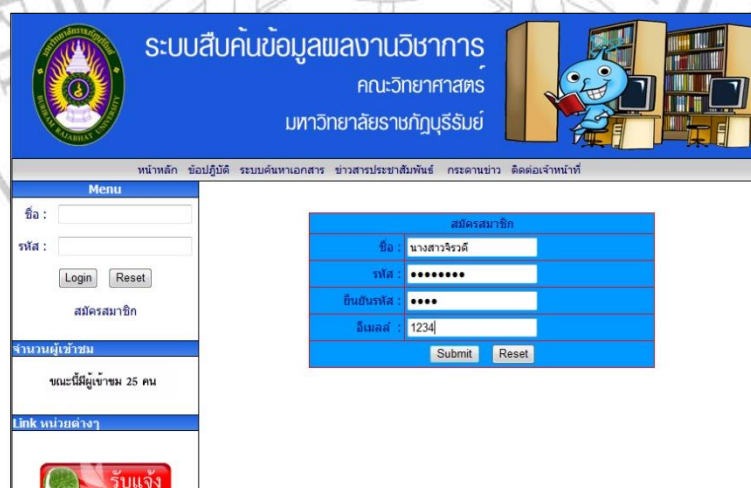 ระบบสืบค้นข้อมูลผลงานวิชาการ
คณะวิทยาศาสตร์
มหาวิทยาลัยราชภัฏบุรีรัมย์
BURIRAM RAJABHAT UNIVERSITY
หน้าหลัก ข้อปฏิบัติ ระบบค้นหาเอกสาร ข่าวสารประชาสัมพันธ์ กระดานข่าว ติดต่อเจ้าหน้าที่
Menu
ชื่อ :
รหัส :
Login Reset
สมัครสมาชิก
จำนวนผู้เข้าชม
ขณะนี้มีผู้เข้าชม 25 คน
Link หน่วยต่างๆ
รับแจ้ง
สมัครสมาชิก
ชื่อ : นางสาวจิรวดี
รหัส : ••••••••
ยืนยันรหัส : ••••
อีเมลล์ : 1234
Submit Reset